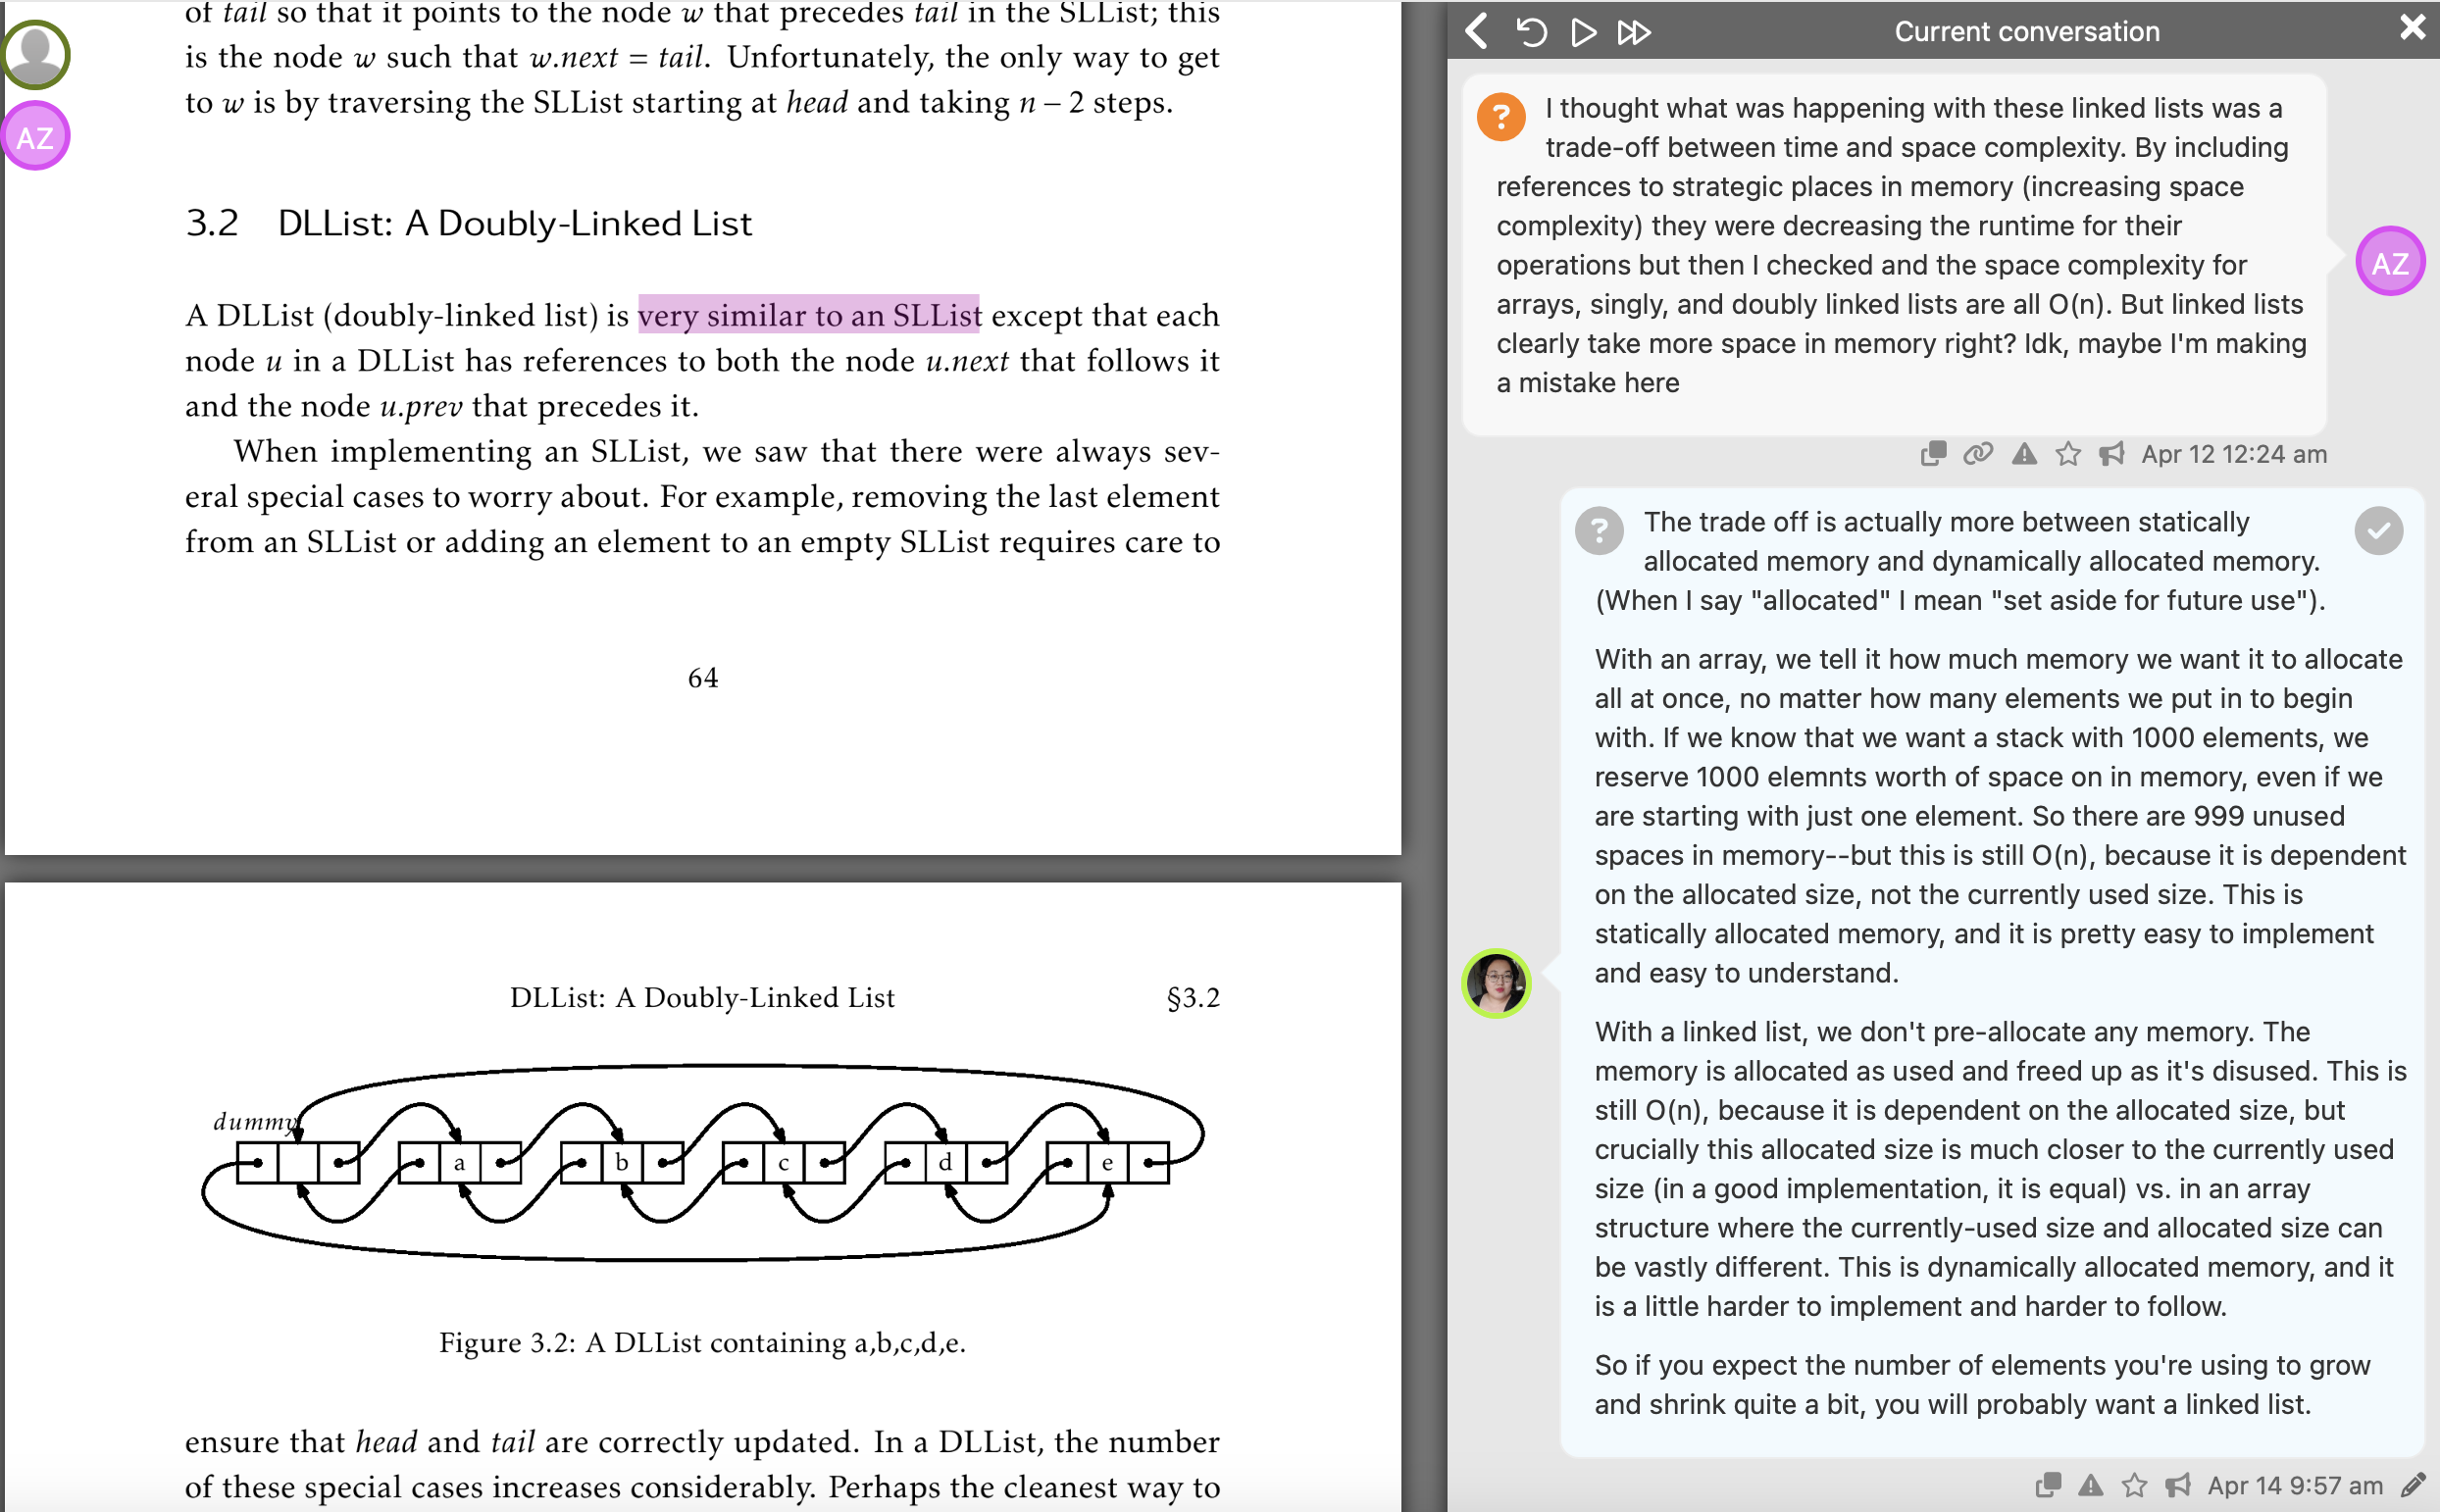 of tail so that it points to the node w that precedes tail in the SLList; this
is the node w such that w.next = tail. Unfortunately, the only way to get
to w is by traversing the SLList starting at head and taking n – 2 steps.
AZ
3.2 DLList: A Doubly-Linked List
A DLList (doubly-linked list) is very similar to an SLList except that each
node u in a DLList has references to both the node u.next that follows it
and the node u.prev that precedes it.
When implementing an SLList, we saw that there were always sev-
eral special cases to worry about. For example, removing the last element
from an SLList or adding an element to an empty SLList requires care to
64
DLList: A Doubly-Linked List §3.2
dummy
a b c d e
Figure 3.2: A DLList containing a,b,c,d,e.
ensure that head and tail are correctly updated. In a DLList, the number
of these special cases increases considerably. Perhaps the cleanest way to
Current conversation
? I thought what was happening with these linked lists was a
trade-off between time and space complexity. By including
references to strategic places in memory (increasing space
complexity) they were decreasing the runtime for their
operations but then I checked and the space complexity for
arrays, singly, and doubly linked lists are all O(n). But linked lists
clearly take more space in memory right? Idk, maybe I'm making
a mistake here
AZ
Apr 12 12:24 am
? The trade off is actually more between statically
allocated memory and dynamically allocated memory.
(When I say "allocated" I mean "set aside for future use").
With an array, we tell it how much memory we want it to allocate
all at once, no matter how many elements we put in to begin
with. If we know that we want a stack with 1000 elements, we
reserve 1000 elemnts worth of space on in memory, even if we
are starting with just one element. So there are 999 unused
spaces in memory--but this is still O(n), because it is dependent
on the allocated size, not the currently used size. This is
statically allocated memory, and it is pretty easy to implement
and easy to understand.
With a linked list, we don't pre-allocate any memory. The
memory is allocated as used and freed up as it's disused. This is
still O(n), because it is dependent on the allocated size, but
crucially this allocated size is much closer to the currently used
size (in a good implementation, it is equal) vs. in an array
structure where the currently-used size and allocated size can
be vastly different. This is dynamically allocated memory, and it
is a little harder to implement and harder to follow.
So if you expect the number of elements you're using to grow
and shrink quite a bit, you will probably want a linked list.
Apr 14 9:57 am